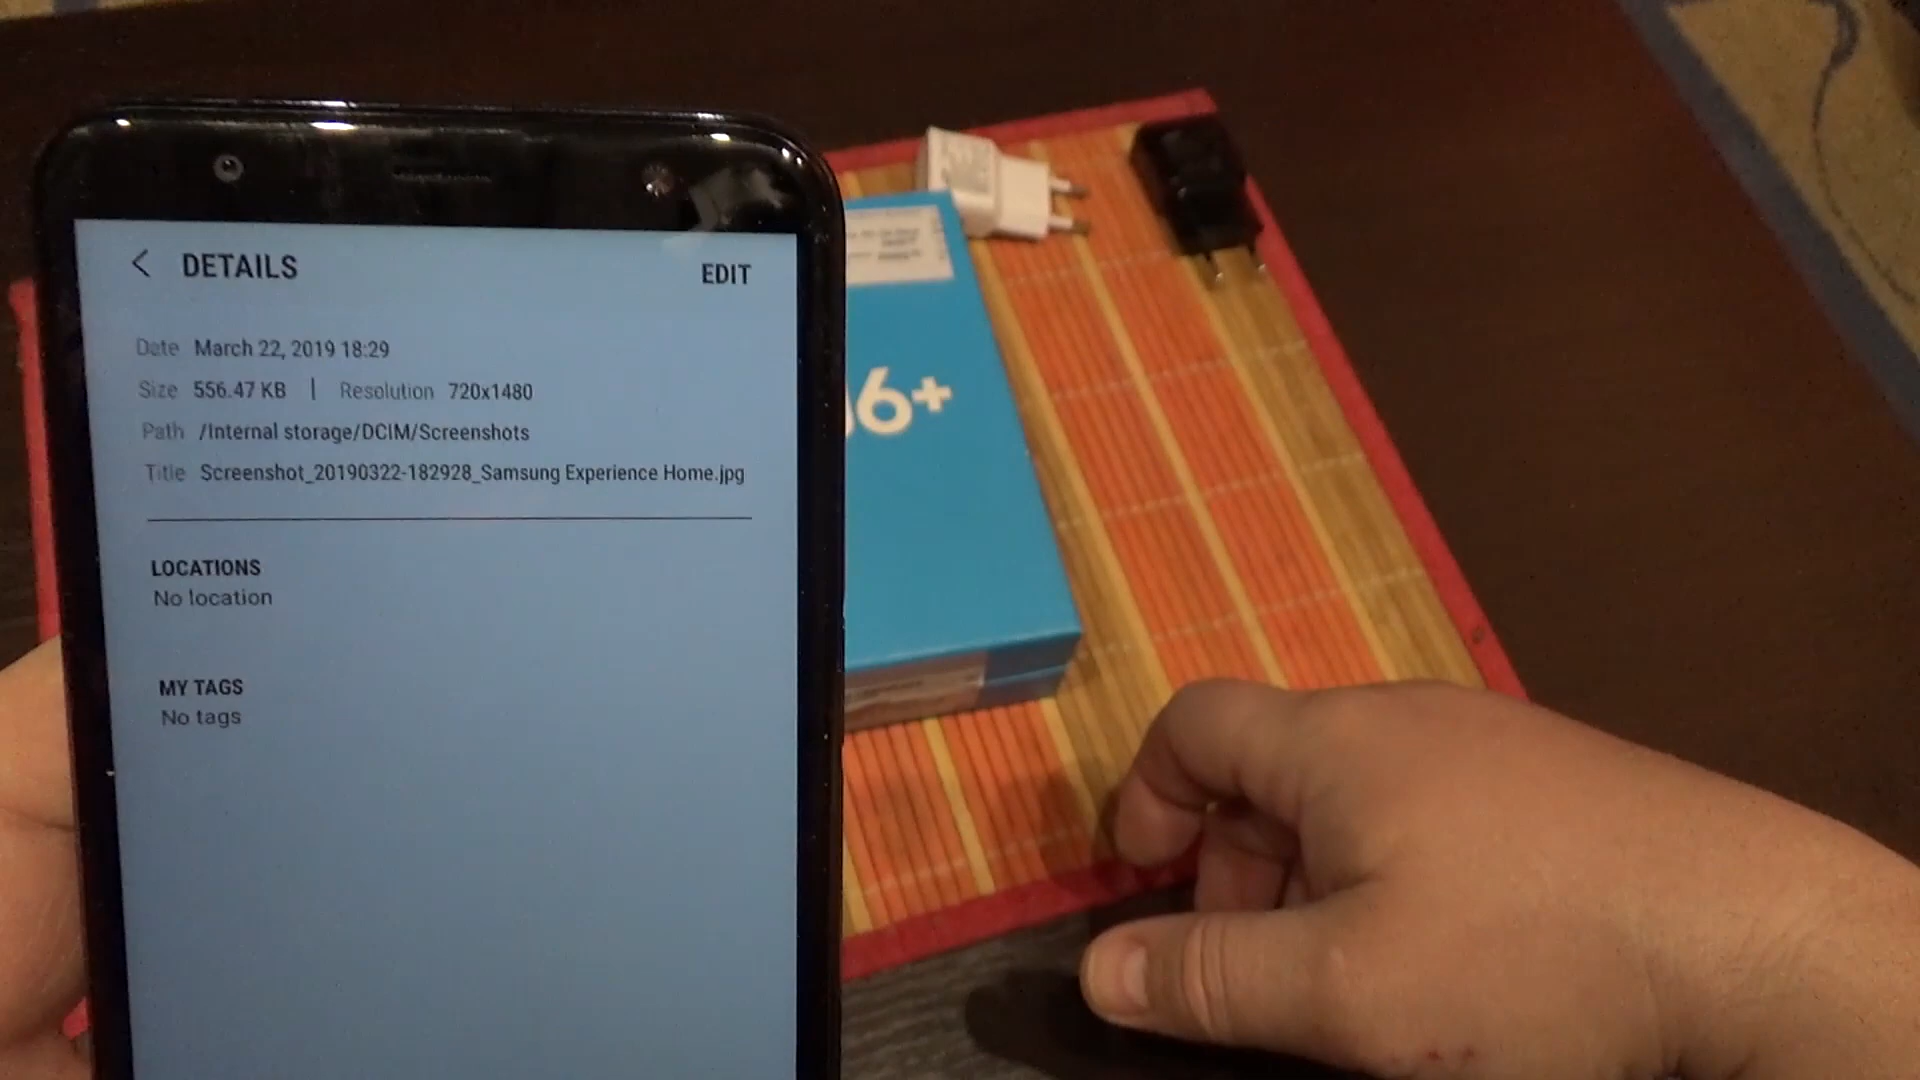 DETAILS
EDIT
Date March 22, 2019 18:29
Size 556.47 KB | Resolution 720x1480
Path /Internal storage/DCIM/Screenshots
Title Screenshot_20190322-182928_Samsung Experience Home.jpg
LOCATIONS
No location
MY TAGS
No tags
6+